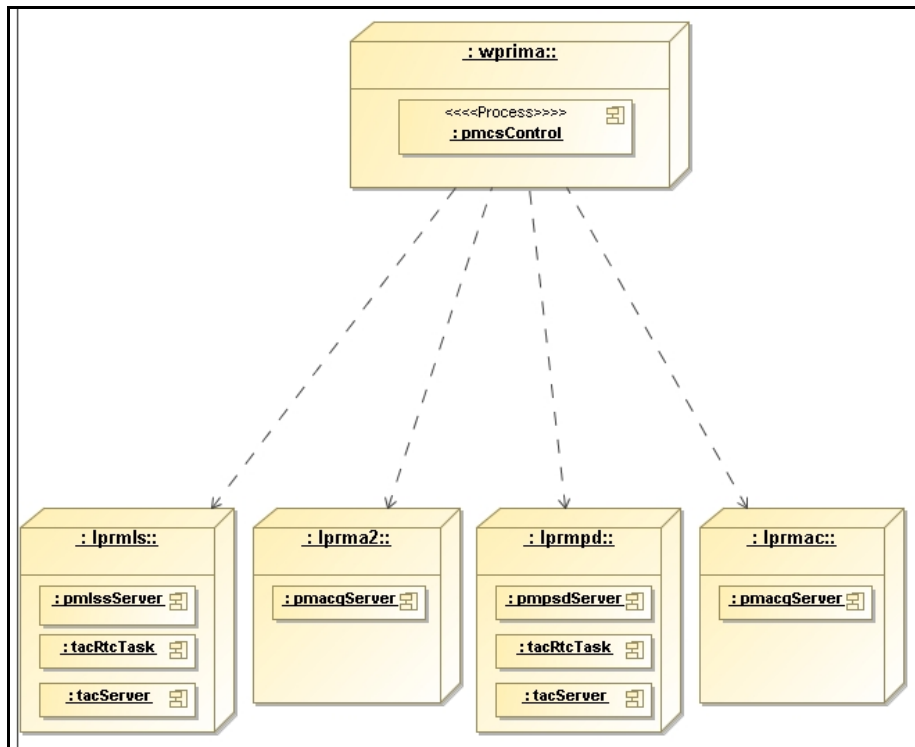 : wprima::
<<<<Process>>>>
: pmcsControl
: lprmls::
: pmlssServer
: tacRtcTask
: tacServer
: lprma2::
: pmacqServer
: lprmpd::
: pmpsdServer
: tacRtcTask
: tacServer
: lprmac::
: pmacqServer